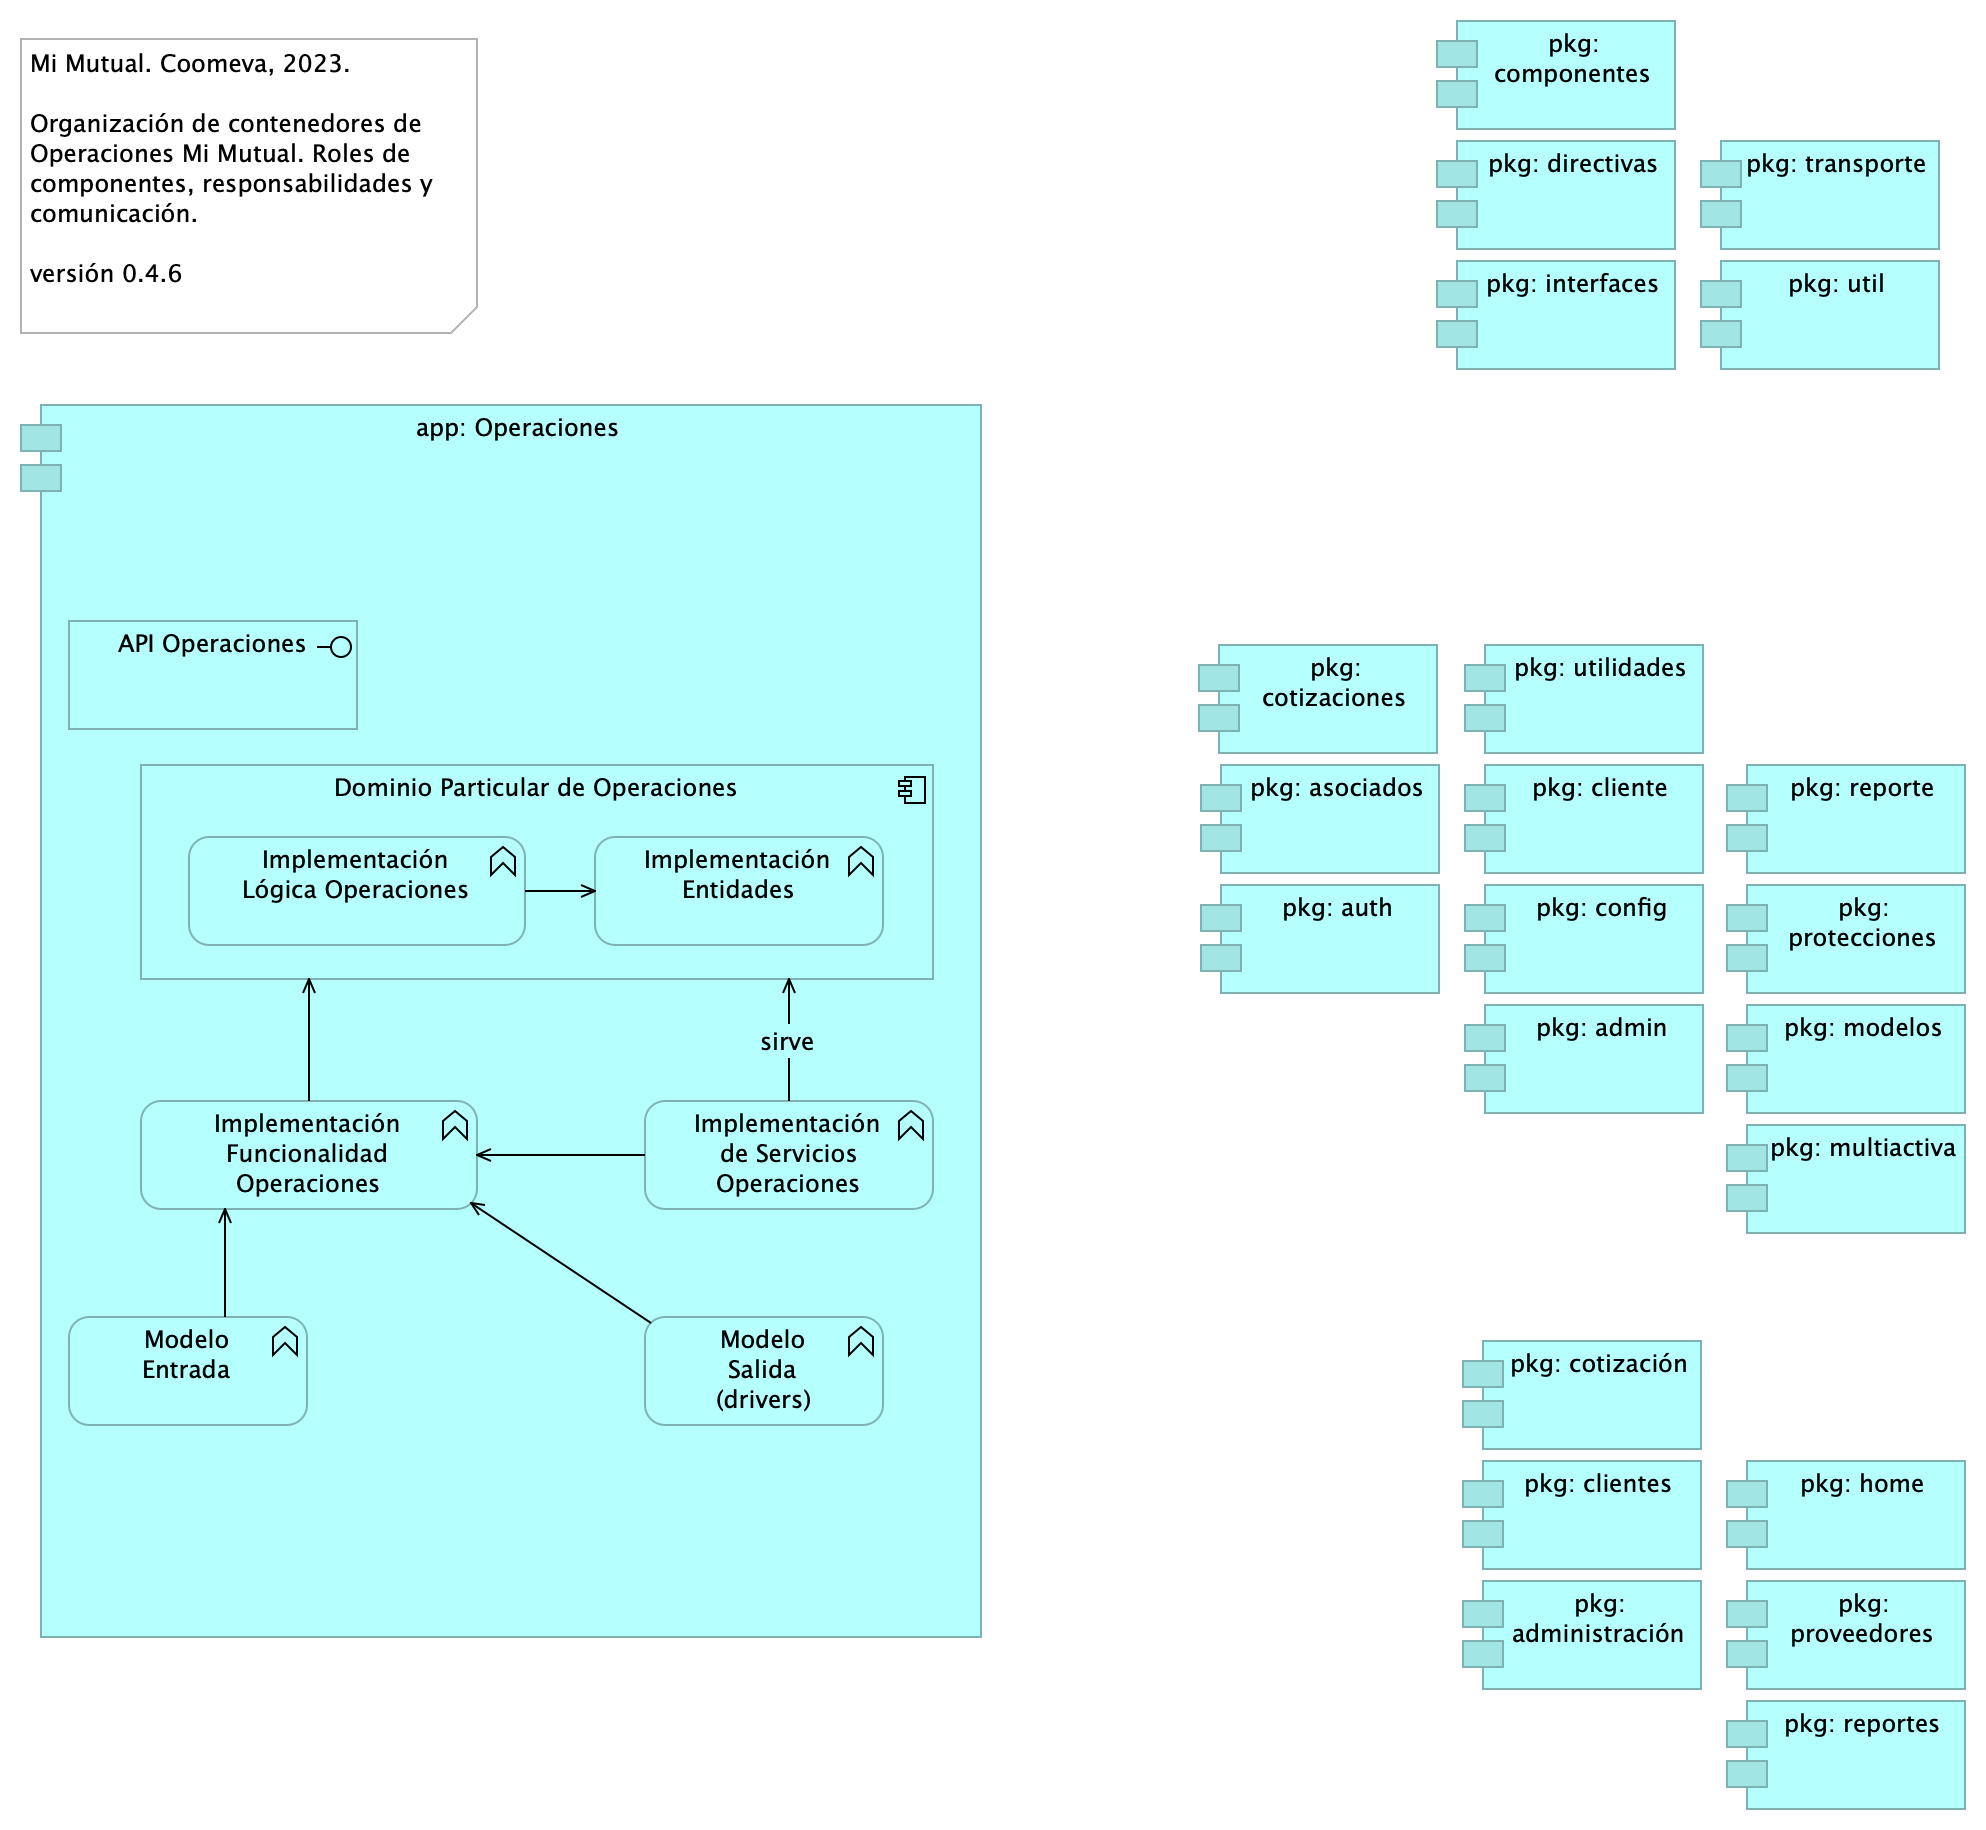 Mi Mutual. Coomeva, 2023.
Organización de contenedores de
Operaciones Mi Mutual. Roles de
componentes, responsabilidades y
comunicación.
versión 0.4.6
pkg:
componentes
pkg: directivas
pkg: transporte
pkg: interfaces
pkg: util
app: Operaciones
API Operaciones
Dominio Particular de Operaciones
Implementación
Lógica Operaciones
Implementación
Entidades
sirve
Implementación
Funcionalidad
Operaciones
Implementación
de Servicios
Operaciones
Modelo
Entrada
Modelo
Salida
(drivers)
pkg:
cotizaciones
pkg: utilidades
pkg: asociados
pkg: cliente
pkg: reporte
pkg: auth
pkg: config
pkg:
protecciones
pkg: admin
pkg: modelos
pkg: multiactiva
pkg: cotización
pkg: clientes
pkg: home
pkg:
administración
pkg:
proveedores
pkg: reportes